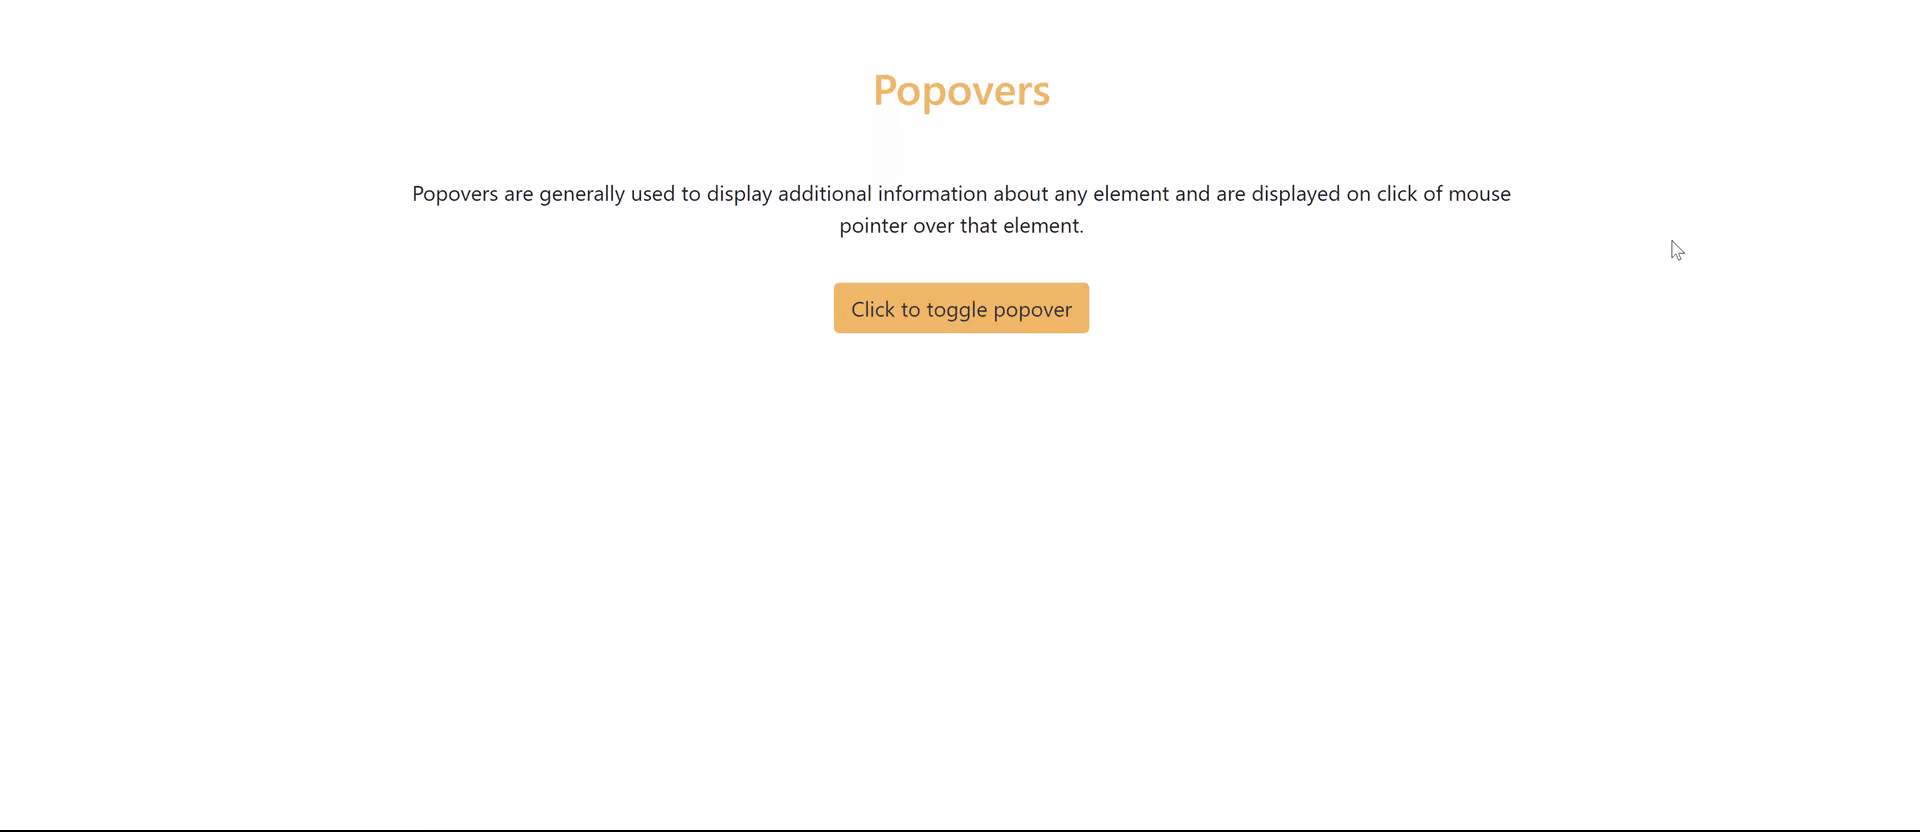 Popovers
Popovers are generally used to display additional information about any element and are displayed on click of mouse
pointer over that element.
Click to toggle popover